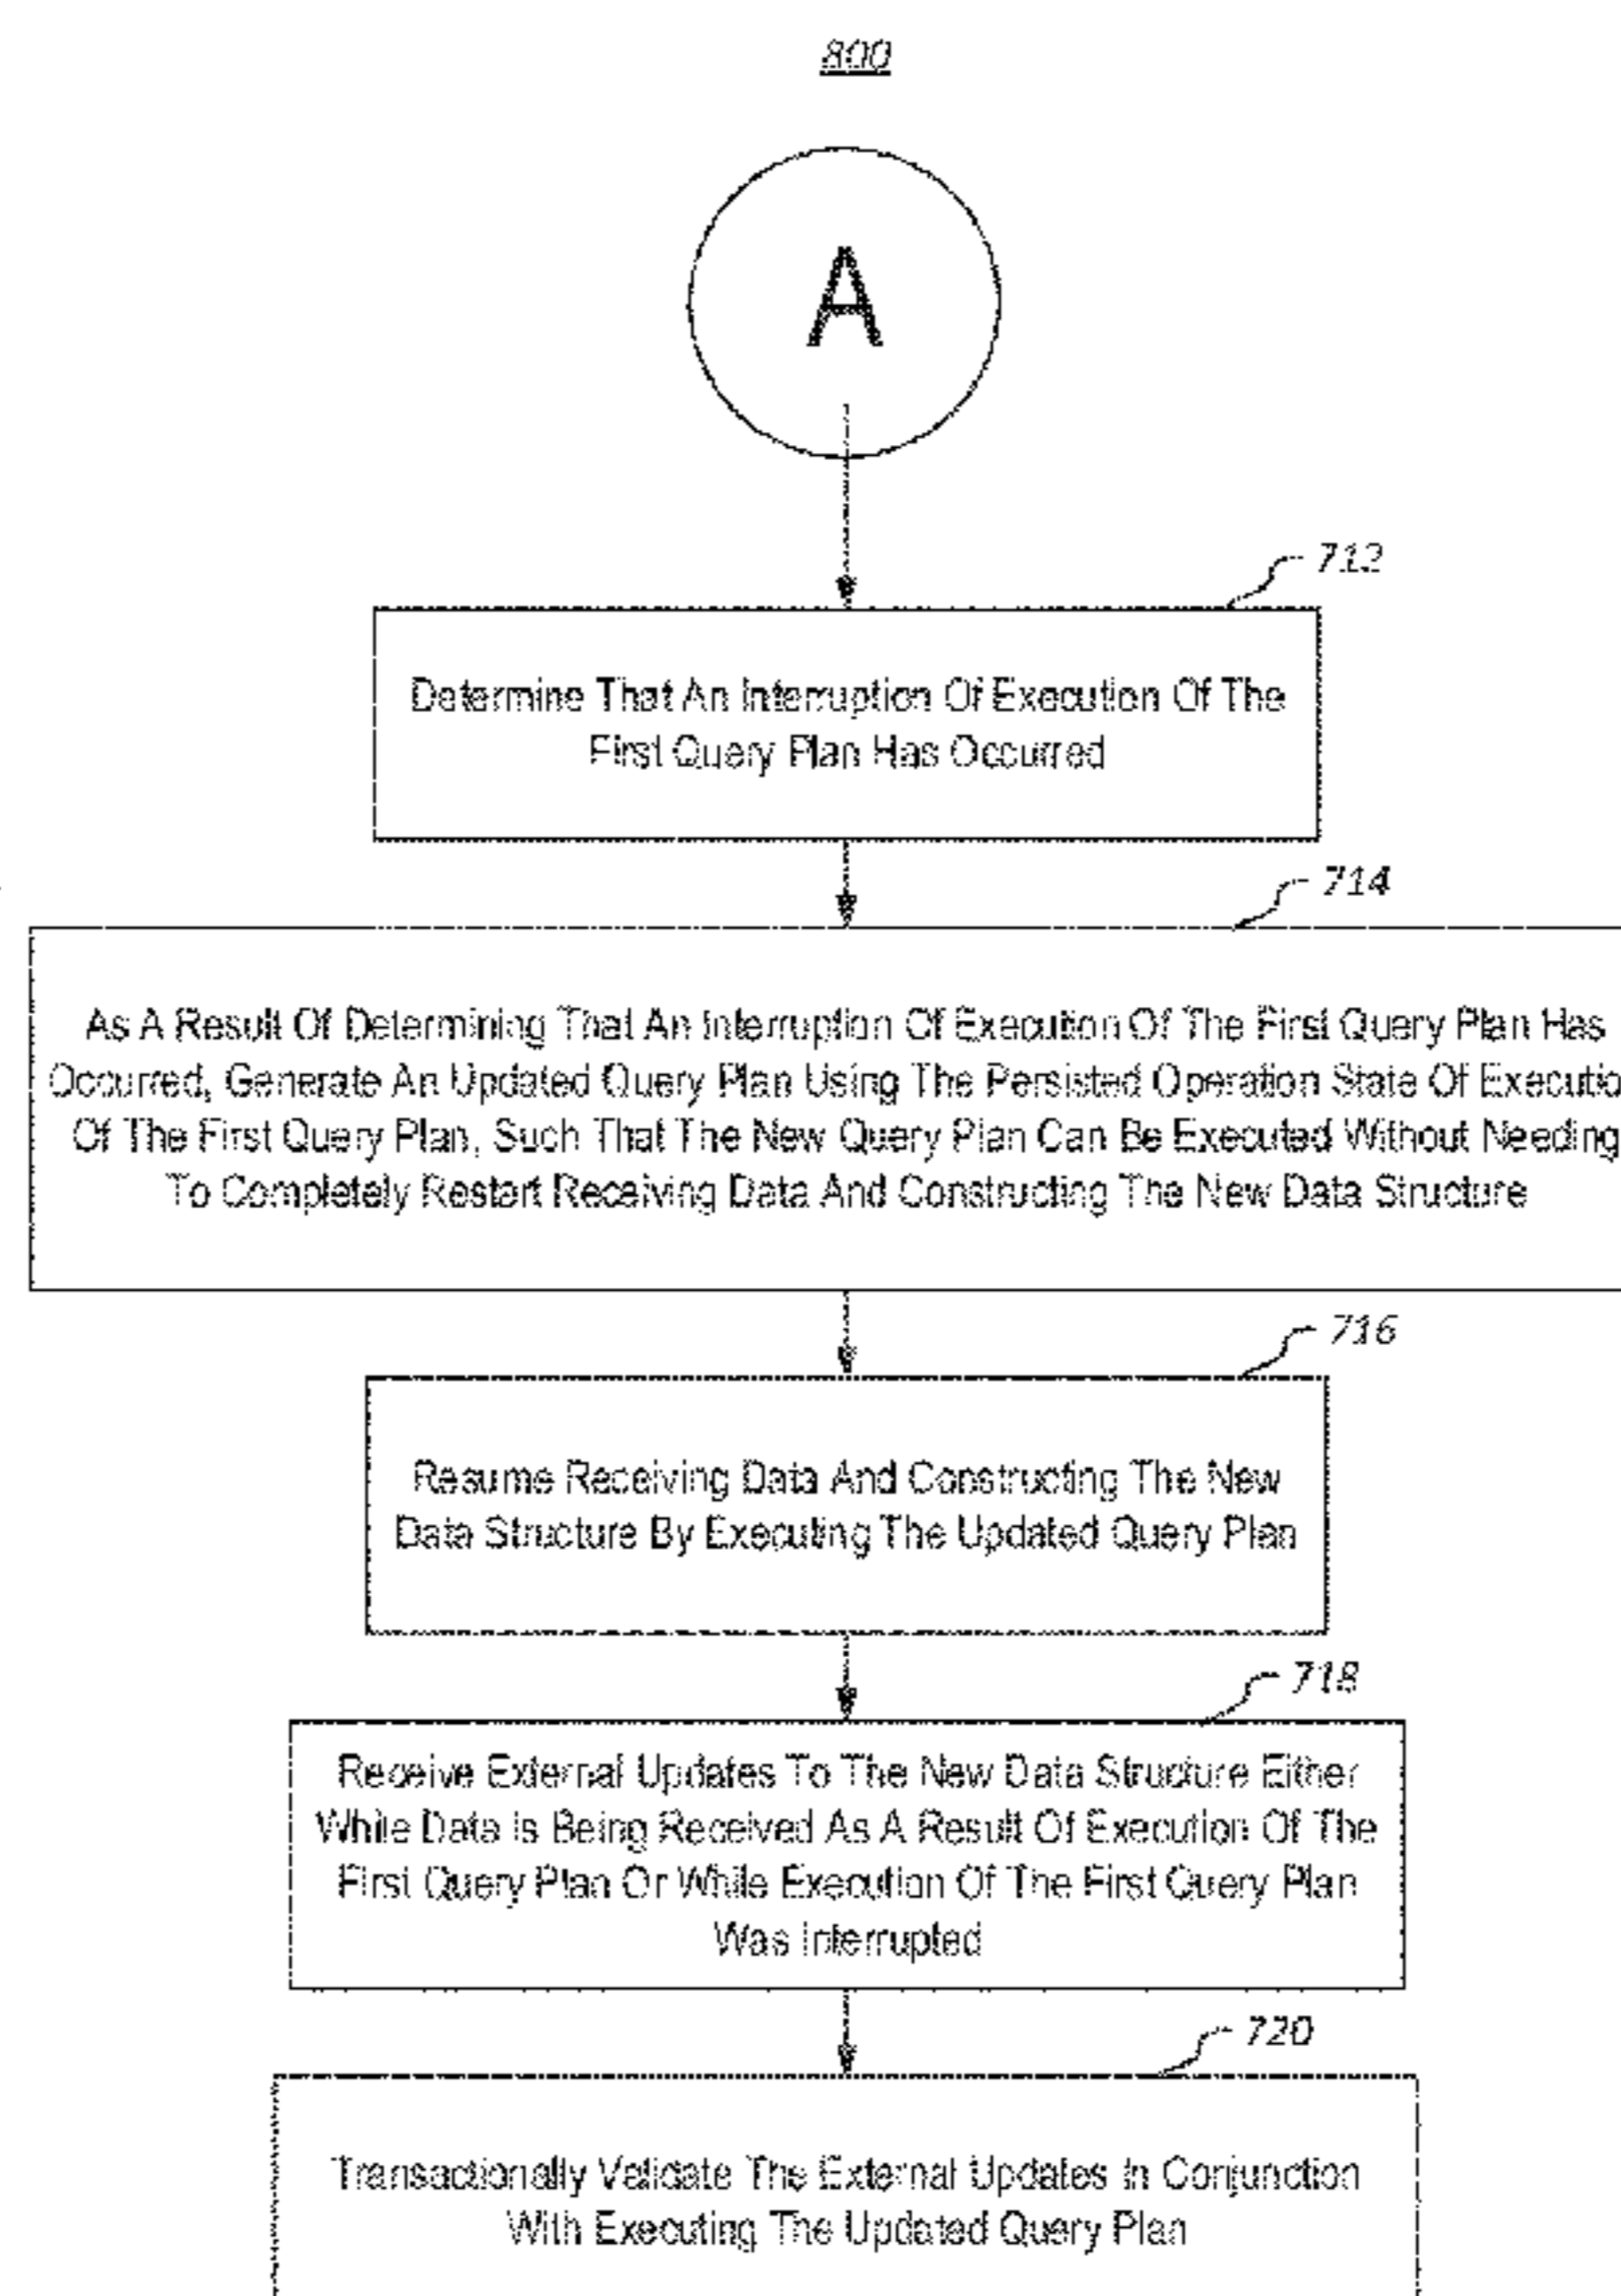 800
A
712
Determine That An Interruption Of Execution Of The
First Query Plan Has Occurred
714
As A Result Of Determining That An Interruption Of Execution Of The First Query Plan Has
Occurred, Generate An Updated Query Plan Using The Persisted Operation State Of Executio
Of The First Query Plan, Such That The New Query Plan Can Be Executed Without Needing
To Completely Restart Receiving Data And Constructing The New Data Structure
716
Resume Receiving Data And Constructing The New
Data Structure By Executing The Updated Query Plan
718
Receive External Updates To The New Data Structure Either
While Data Is Being Received As A Result Of Execution Of The
First Query Plan Or While Execution Of The First Query Plan
Was Interrupted
720
Transactionally Validate The External Updates In Conjunction
With Executing The Updated Query Plan